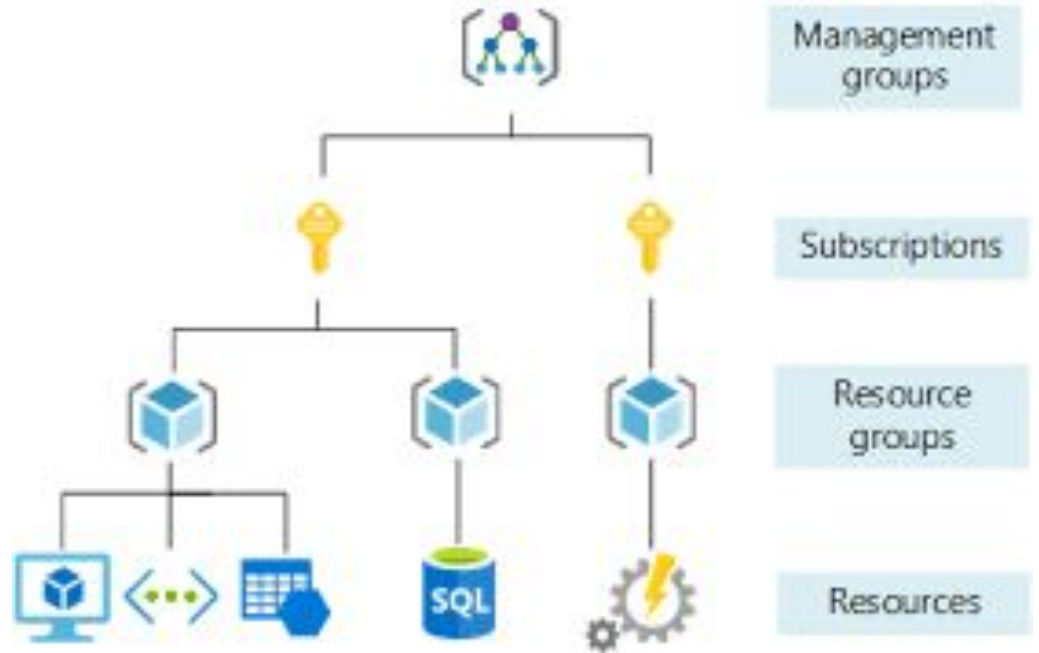 Management
groups
Subscriptions
Resource
groups
SQL
Resources